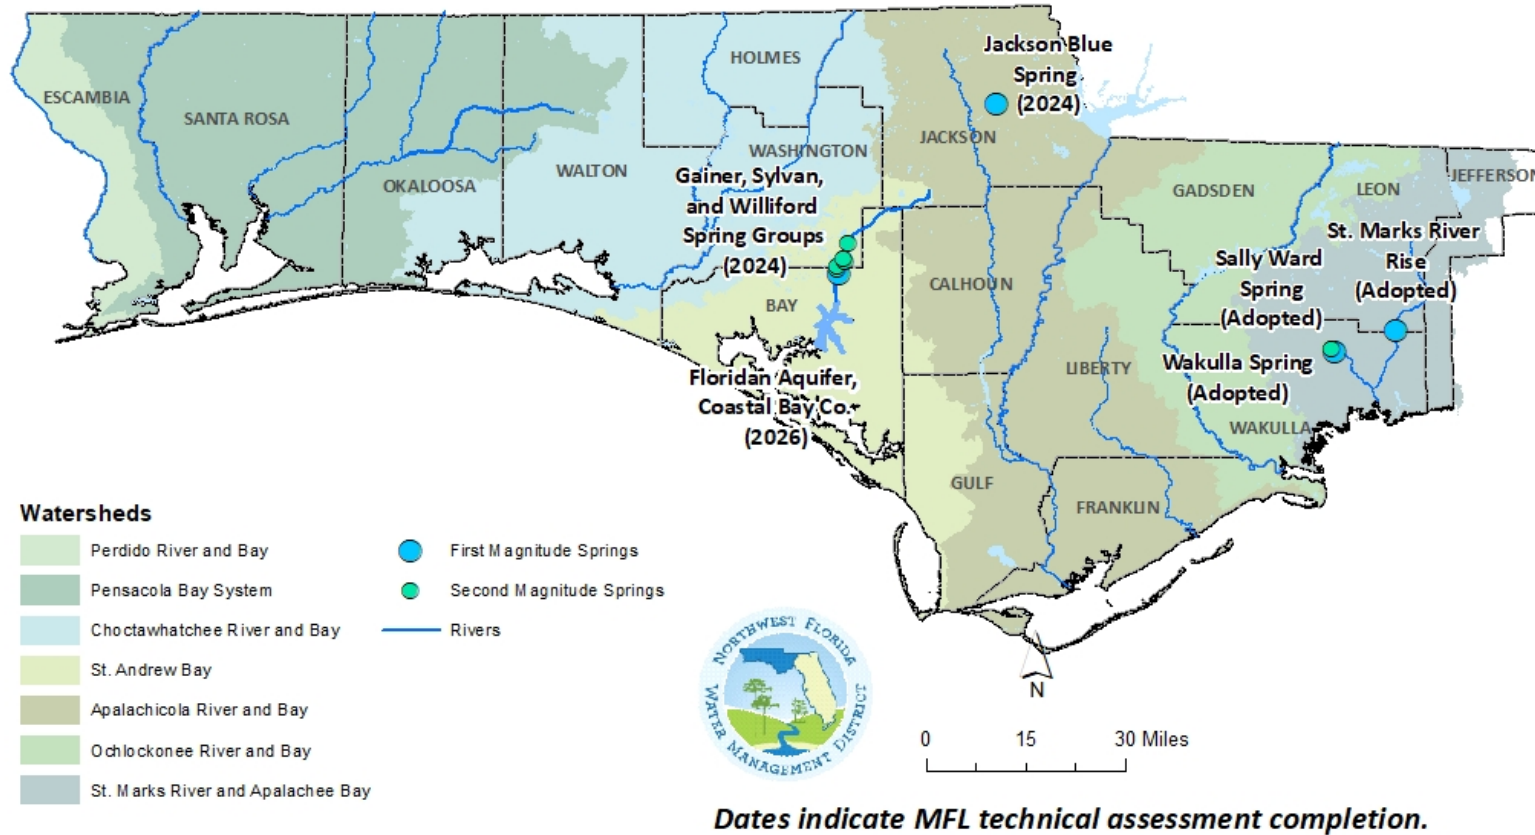 HOLMES
Jackson Blue
Spring
(2024)
ESCAMBIA
SANTA ROSA
JACKSON
WASHINGTON
WALTON
OKALOOSA
Gainer, Sylvan,
and Williford
Spring Groups
(2024)
GADSDEN
LEON
JEFFERSON
St. Marks River
Rise
(Adopted)
Sally Ward
Spring
(Adopted)
CALHOUN
BAY
LIBERTY
Wakulla Spring
(Adopted)
Floridan Aquifer,
Coastal Bay Co.
(2026)
WAKULLA
GULF
FRANKLIN
Watersheds
Perdido River and Bay
Pensacola Bay System
Choctawhatchee River and Bay
St. Andrew Bay
Apalachicola River and Bay
Ochlockonee River and Bay
St. Marks River and Apalachee Bay
First Magnitude Springs
Second Magnitude Springs
Rivers
NORTHWEST FLORIDA
WATER MANAGEMENT DISTRICT
N
0 15 30 Miles
Dates indicate MFL technical assessment completion.